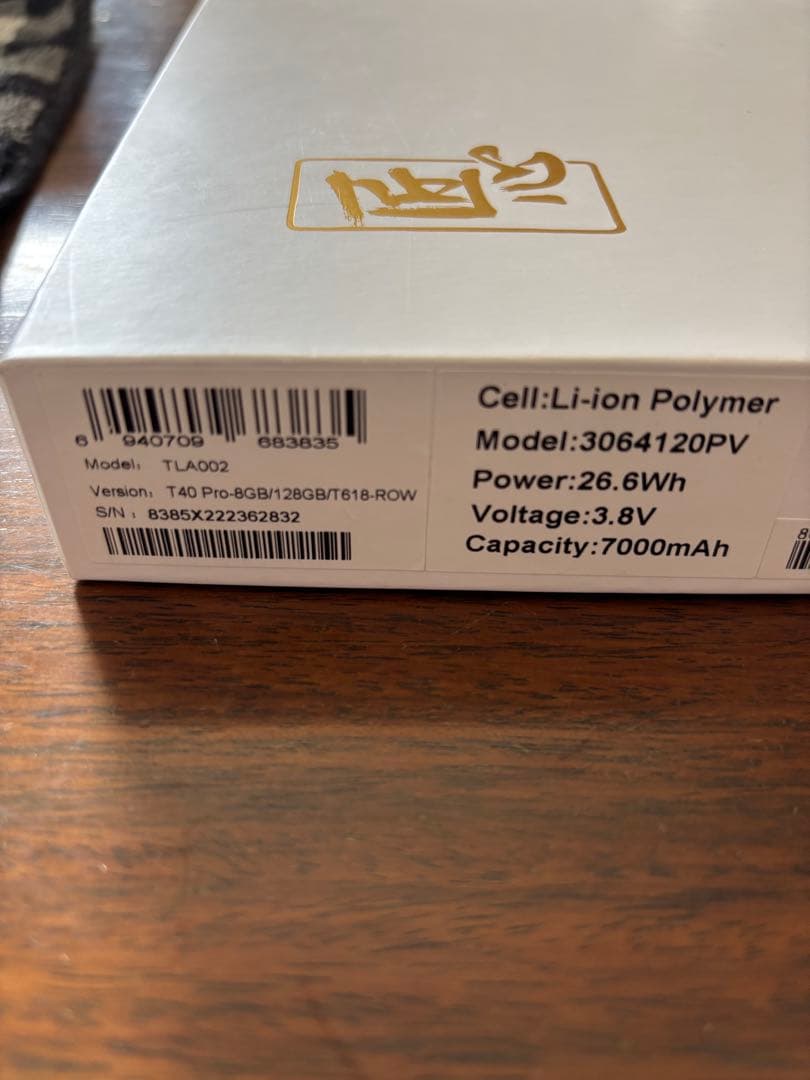 6 940709 683835
Model: TLA002
Version: T40 Pro-8GB/128GB/T618-ROW
S/N : 8385X222362832
Cell:Li-ion Polymer
Model:3064120PV
Power:26.6Wh
Voltage:3.8V
Capacity:7000mAh